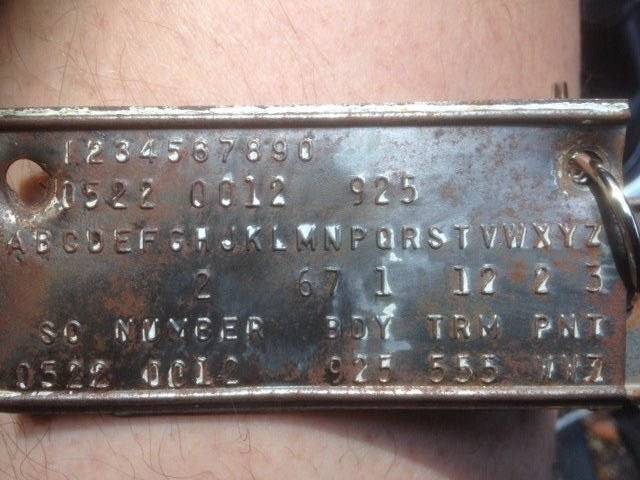 1234567890
0522 0012 925
ABCDEFGHJKLMNPQRSTVWXYZ
2 67 1 12 2 3
SC NUMBER BDY TRM PNT
0522 0012 925 555